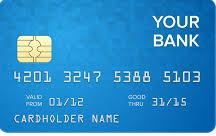 YOUR
BANK
4201 3247 5388 5103
VALID FROM 01/12 GOOD THRU 31/15
CARDHOLDER NAME